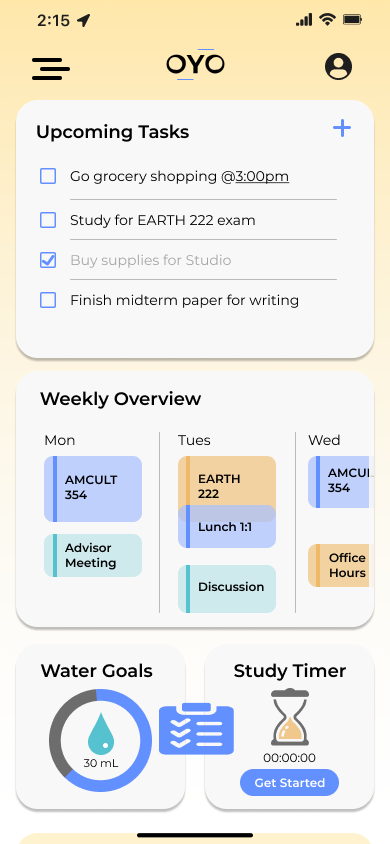 2:15
OYO
Upcoming Tasks
Go grocery shopping @3:00pm
Study for EARTH 222 exam
Buy supplies for Studio
Finish midterm paper for writing
Weekly Overview
Mon
Tues
Wed
AMCULT
354
Advisor
Meeting
EARTH
222
Lunch 1:1
Discussion
AMCUL
354
Office
Hours
Water Goals
30 mL
Study Timer
00:00:00
Get Started